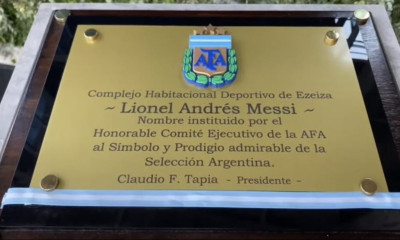 AFA
Complejo Habitacional Deportivo de Ezeiza
~ Lionel Andrés Messi ~
Nombre instituido por el
Honorable Comité Ejecutivo de la AFA
al Símbolo y Prodigio admirable de la
Selección Argentina.
Claudio F. Tapia - Presidente -